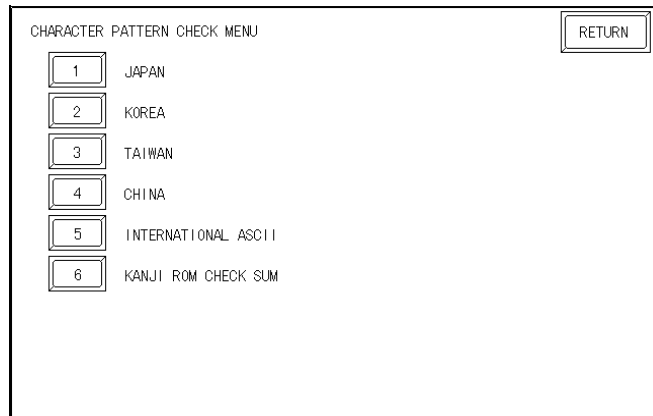 CHARACTER PATTERN CHECK MENU
RETURN
1 JAPAN
2 KOREA
3 TAIWAN
4 CHINA
5 INTERNATIONAL ASCII
6 KANJI ROM CHECK SUM